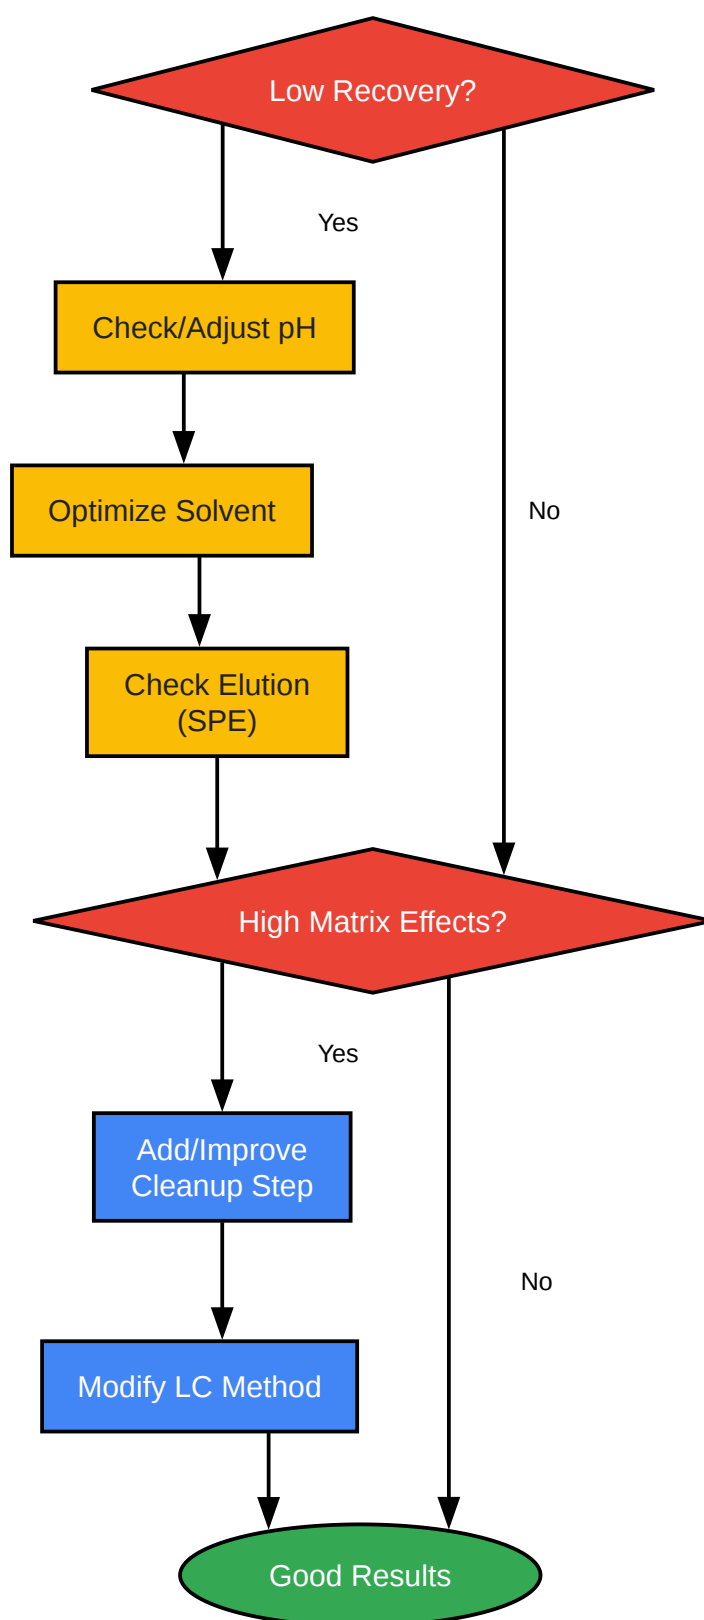 Low Recovery?
Yes
Check/Adjust pH
Optimize Solvent
No
Check Elution
(SPE)
High Matrix Effects?
Yes
Add/Improve
Cleanup Step
No
Modify LC Method
Good Results